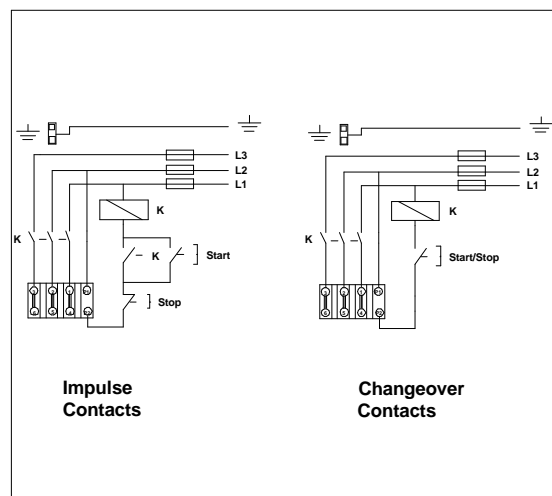 L3
L2
L1
K
K
K
Start
Stop
Impulse
Contacts
L3
L2
L1
K
K
Start/Stop
Changeover
Contacts